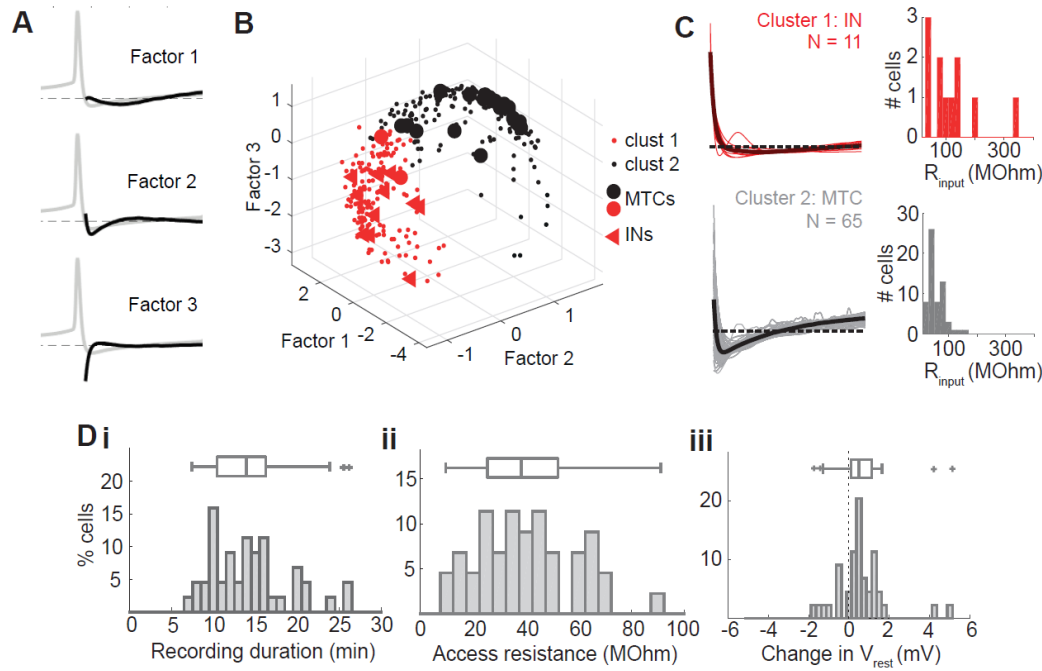 A
Factor 1
Factor 2
Factor 3
B
Factor 3
1
0
-1
-2
-3
2
0
-2
-4
Factor 1
-1
0
1
Factor 2
clust 1
clust 2
MTCs
INs
C
Cluster 1: IN
N = 11
# cells
3
2
1
0
100
300
Rinput (MOhm)
Cluster 2: MTC
N = 65
# cells
30
20
10
0
100
300
Rinput (MOhm)
D i
% cells
20
15
10
5
0
10
20
30
Recording duration (min)
ii
15
10
5
0
20
40
60
80
100
Access resistance (MOhm)
iii
20
10
-6
-4
-2
0
2
4
6
Change in Vrest (mV)